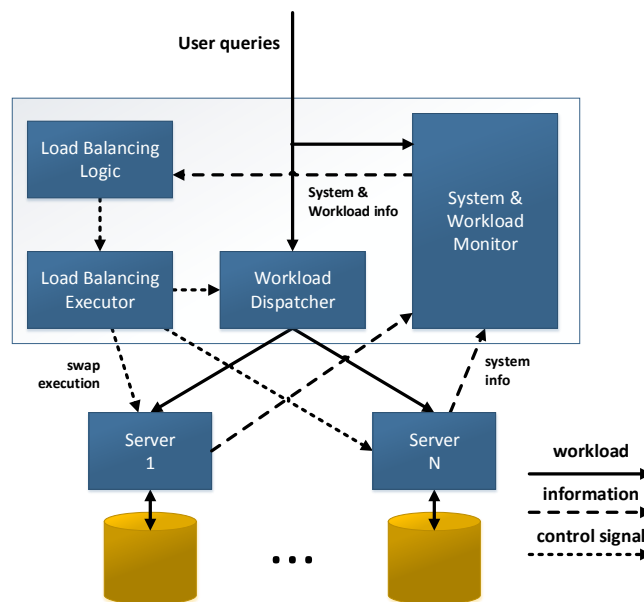 User queries
Load Balancing
Logic
System &
Workload info
System &
Workload
Monitor
Load Balancing
Executor
Workload
Dispatcher
swap
execution
system
info
Server
1
Server
N
workload
information
control signal
...